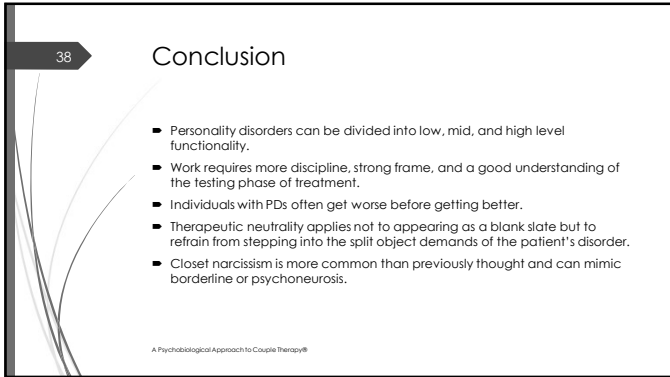 38
Conclusion
Personality disorders can be divided into low, mid, and high level
functionality.
Work requires more discipline, strong frame, and a good understanding of
the testing phase of treatment.
Individuals with PDs often get worse before getting better.
Therapeutic neutrality applies not to appearing as a blank slate but to
refrain from stepping into the split object demands of the patient's disorder.
Closet narcissism is more common than previously thought and can mimic
borderline or psychoneurosis.
A Psychobiological Approach to Couple Therapy®